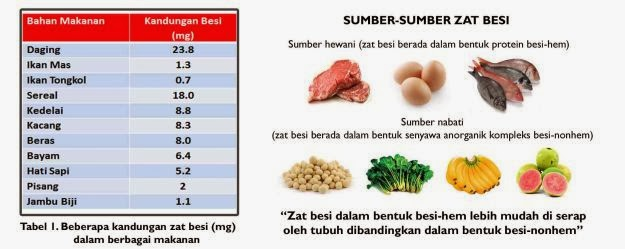 Bahan Makanan Kandungan Besi
(mg)
Daging 23.8
Ikan Mas 1.3
Ikan Tongkol 0.7
Sereal 18.0
Kedelai 8.8
Kacang 8.3
Beras 8.0
Bayam 6.4
Hati Sapi 5.2
Pisang 2
Jambu Biji 1.1
Tabel 1. Beberapa kandungan zat besi (mg)
dalam berbagai makanan
SUMBER-SUMBER ZAT BESI
Sumber hewani (zat besi berada dalam bentuk protein besi-hem)
Sumber nabati
(zat besi berada dalam bentuk senyawa anorganik kompleks besi-nonhem)
“Zat besi dalam bentuk besi-hem lebih mudah di serap
oleh tubuh dibandingkan dalam bentuk besi-nonhem”